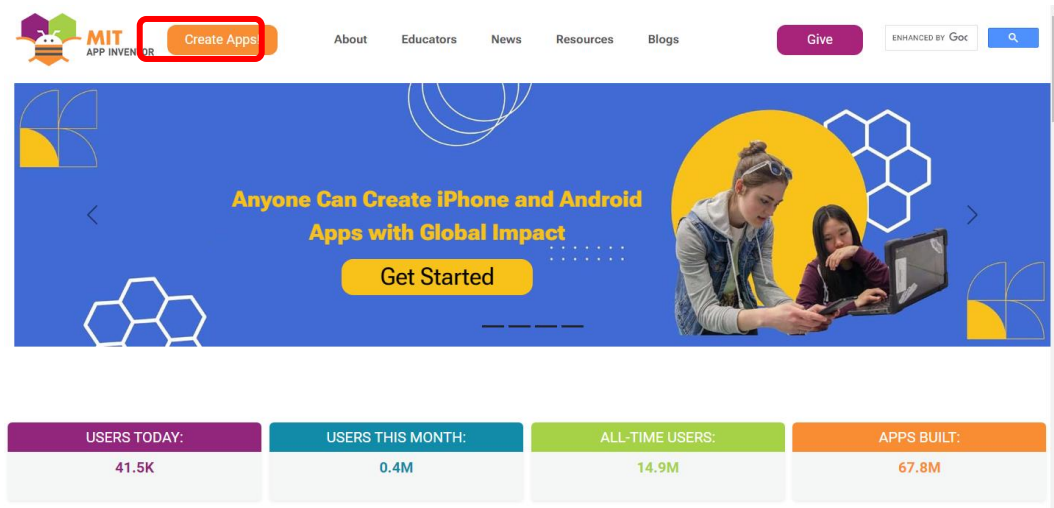 MIT
APP INVENTOR
Create Apps!
About
Educators
News
Resources
Blogs
Give
ENHANCED BY
Anyone Can Create iPhone and Android
Apps with Global Impact
Get Started
USERS TODAY:
USERS THIS MONTH:
ALL-TIME USERS:
APPS BUILT:
41.5K
0.4M
14.9M
67.8M